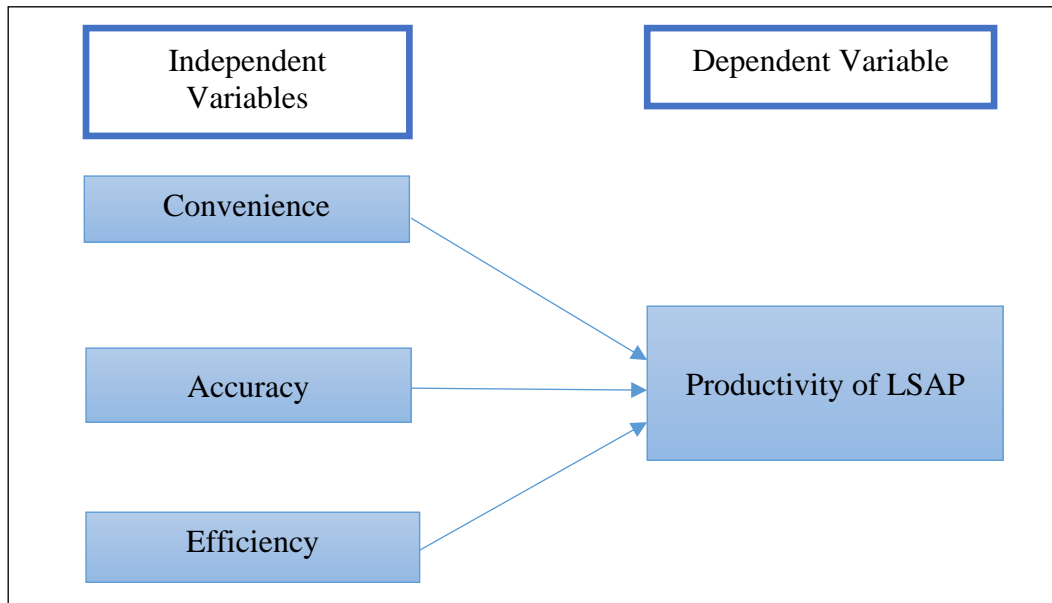 Independent
Variables
Dependent Variable
Convenience
Accuracy
Productivity of LSAP
Efficiency